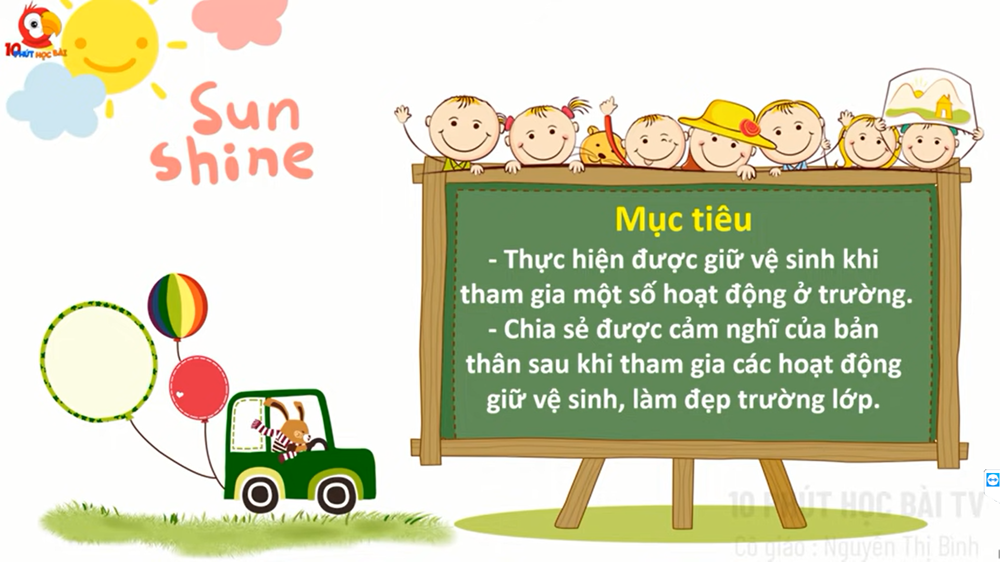 10 PHÚT HỌC BÀI
Sun
shine
Mục tiêu
- Thực hiện được giữ vệ sinh khi
tham gia một số hoạt động ở trường.
- Chia sẻ được cảm nghĩ của bản
thân sau khi tham gia các hoạt động
giữ vệ sinh, làm đẹp trường lớp.
10 PHÚT HỌC BÀI TV
Cô giáo : Nguyễn Thị Bình